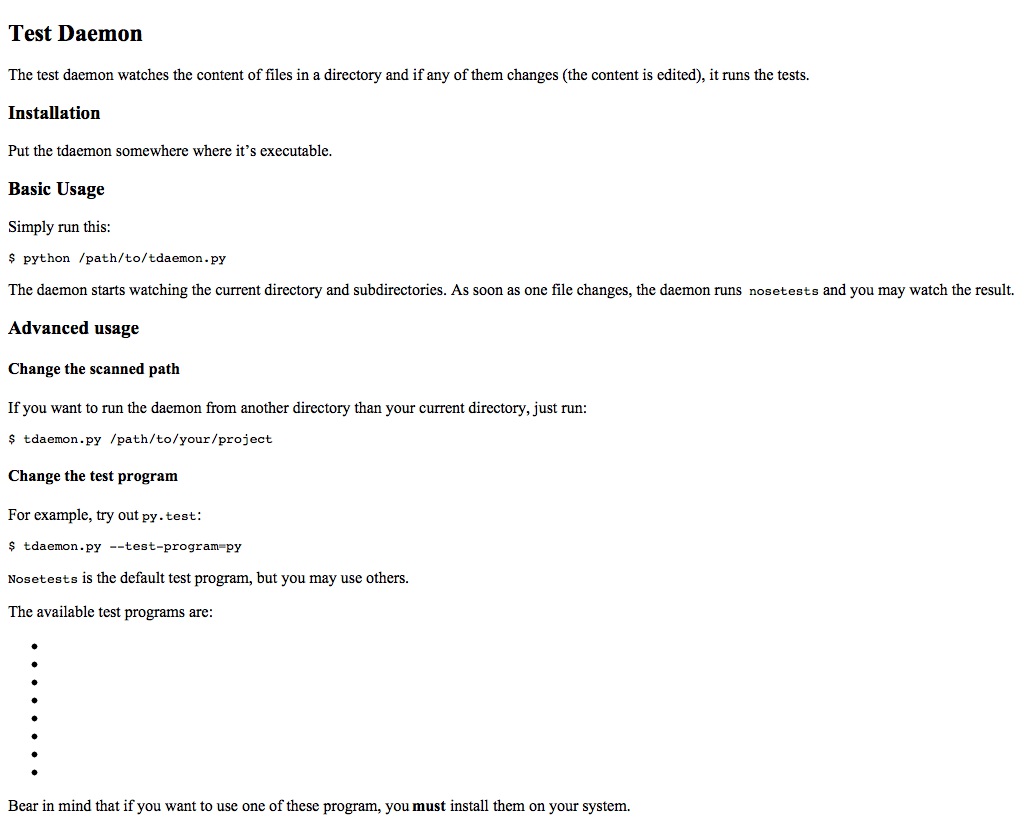 Test Daemon
The test daemon watches the content of files in a directory and if any of them changes (the content is edited), it runs the tests.
Installation
Put the tdaemon somewhere where it’s executable.
Basic Usage
Simply run this:
$ python /path/to/tdaemon.py
The daemon starts watching the current directory and subdirectories. As soon as one file changes, the daemon runs nosetests and you may watch the result.
Advanced usage
Change the scanned path
If you want to run the daemon from another directory than your current directory, just run:
$ tdaemon.py /path/to/your/project
Change the test program
For example, try out py.test:
$ tdaemon.py --test-program=py
Nosetests is the default test program, but you may use others.
The available test programs are:
•
•
•
•
•
•
•
•
Bear in mind that if you want to use one of these program, you must install them on your system.